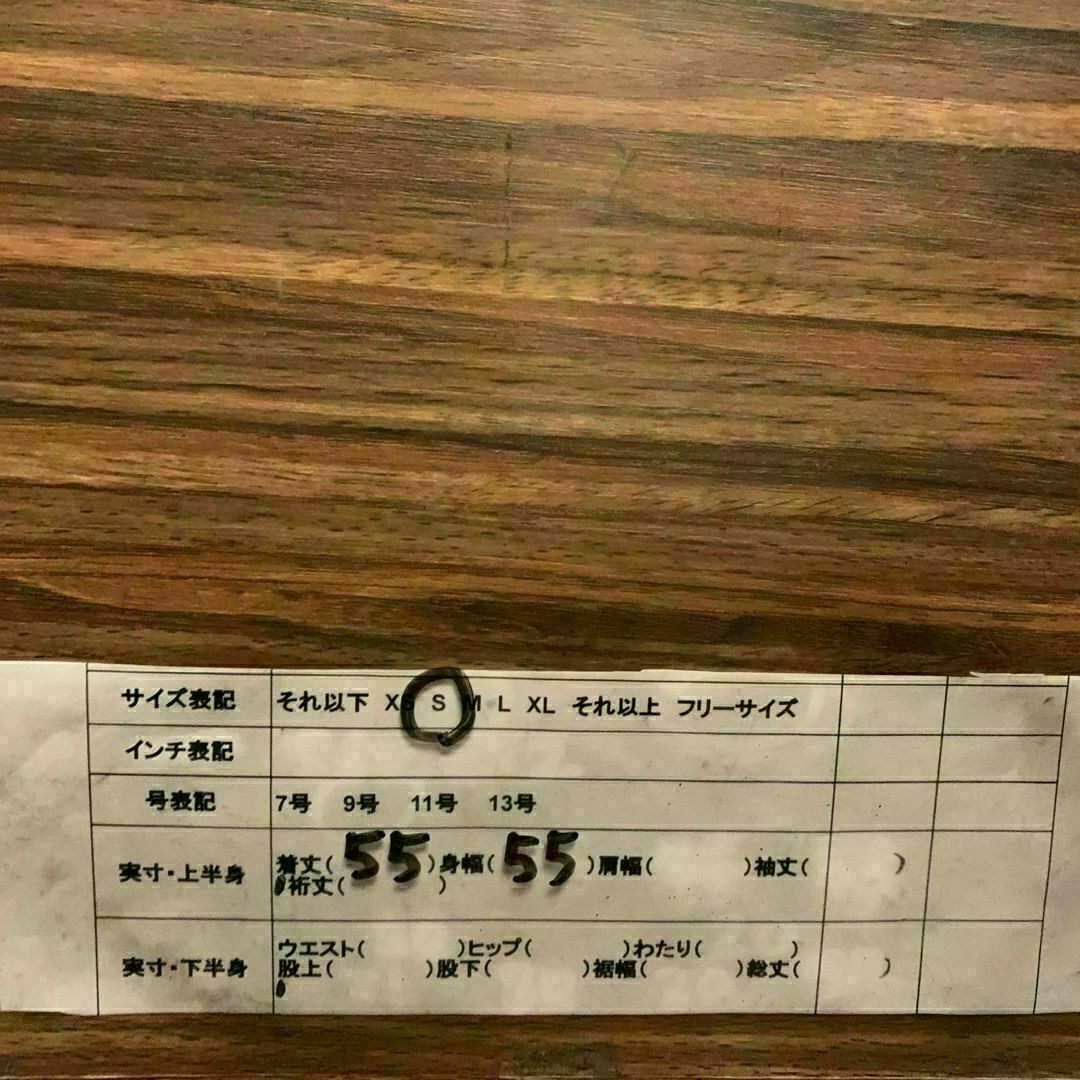 サイズ表記 それ以下 XS S M L XL それ以上 フリーサイズ
インチ表記
号表記 7号 9号 11号 13号
実寸・上半身 着丈( 55 )身幅( 55 )肩幅( )袖丈( )
裄丈( )
実寸・下半身 ウエスト( )ヒップ( )わたり( )
股上( )股下( )裾幅( )総丈( )